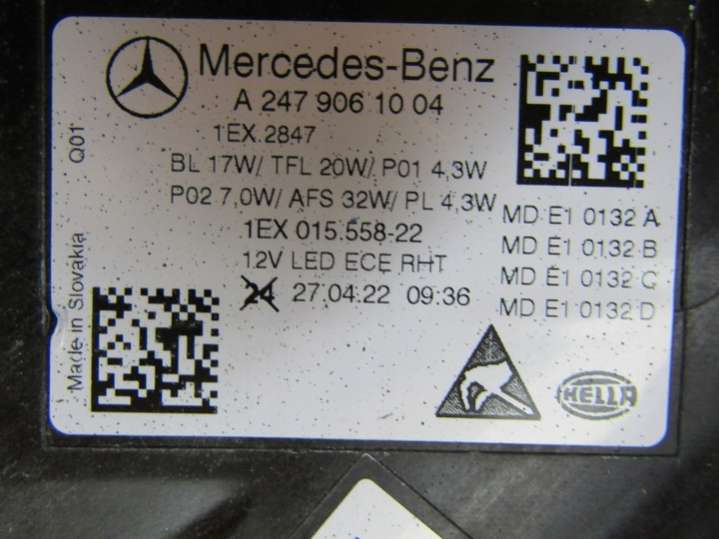 Mercedes-Benz
A 247 906 10 04
1EX.2847
BL 17W/ TFL 20W/ P01 4,3W
P02 7,0W/ AFS 32W/ PL 4,3W
1EX 015.558-22
12V LED ECE RHT
24 27.04.22 09:36
MD E1 0132 A
MD E1 0132 B
MD E1 0132 C
MD E1 0132 D
Made in Slovakia Q01
HELLA